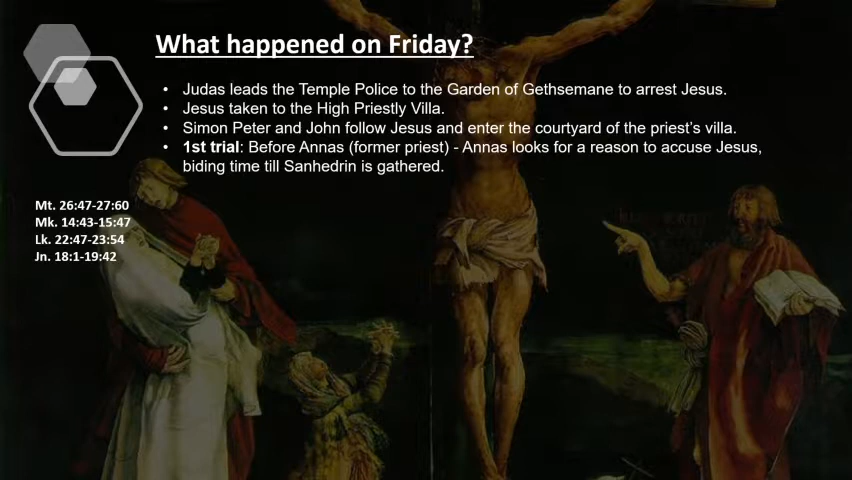 What happened on Friday?
• Judas leads the Temple Police to the Garden of Gethsemane to arrest Jesus.
• Jesus taken to the High Priestly Villa.
• Simon Peter and John follow Jesus and enter the courtyard of the priest's villa.
• 1st trial: Before Annas (former priest) - Annas looks for a reason to accuse Jesus,
biding time till Sanhedrin is gathered.
Mt. 26:47-27:60
Mk. 14:43-15:47
Lk. 22:47-23:54
Jn. 18:1-19:42